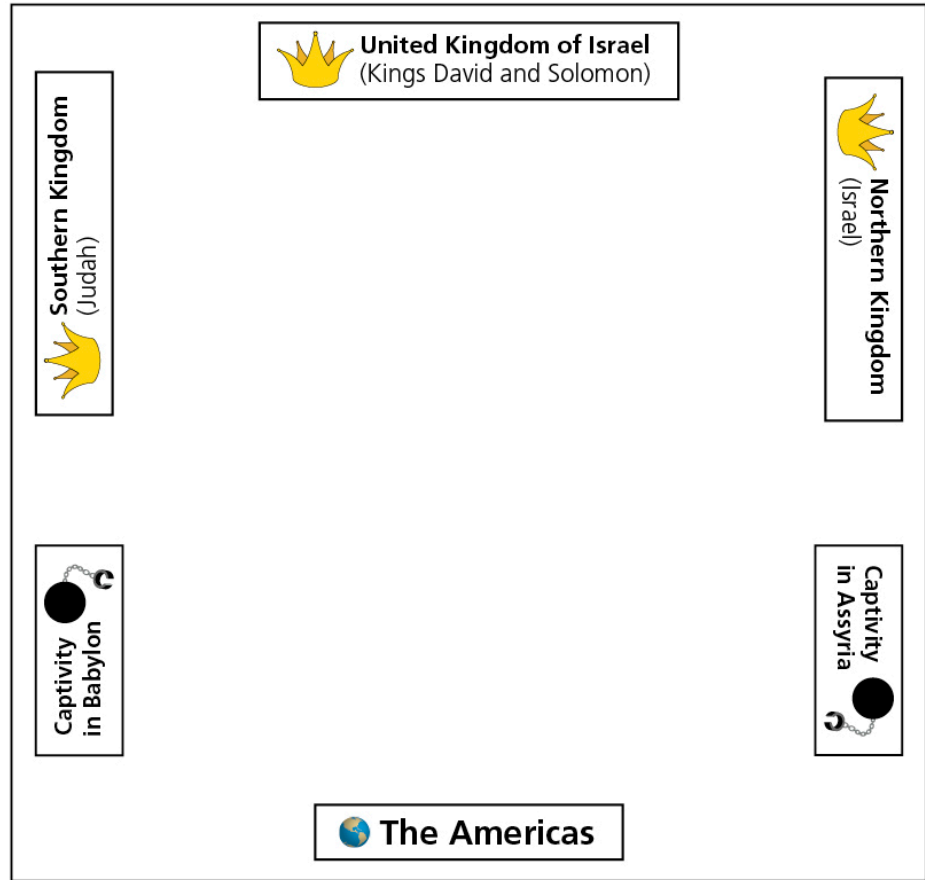 United Kingdom of Israel
(Kings David and Solomon)
Southern Kingdom
(Judah)
Northern Kingdom
(Israel)
Captivity
in Babylon
Captivity
in Assyria
The Americas